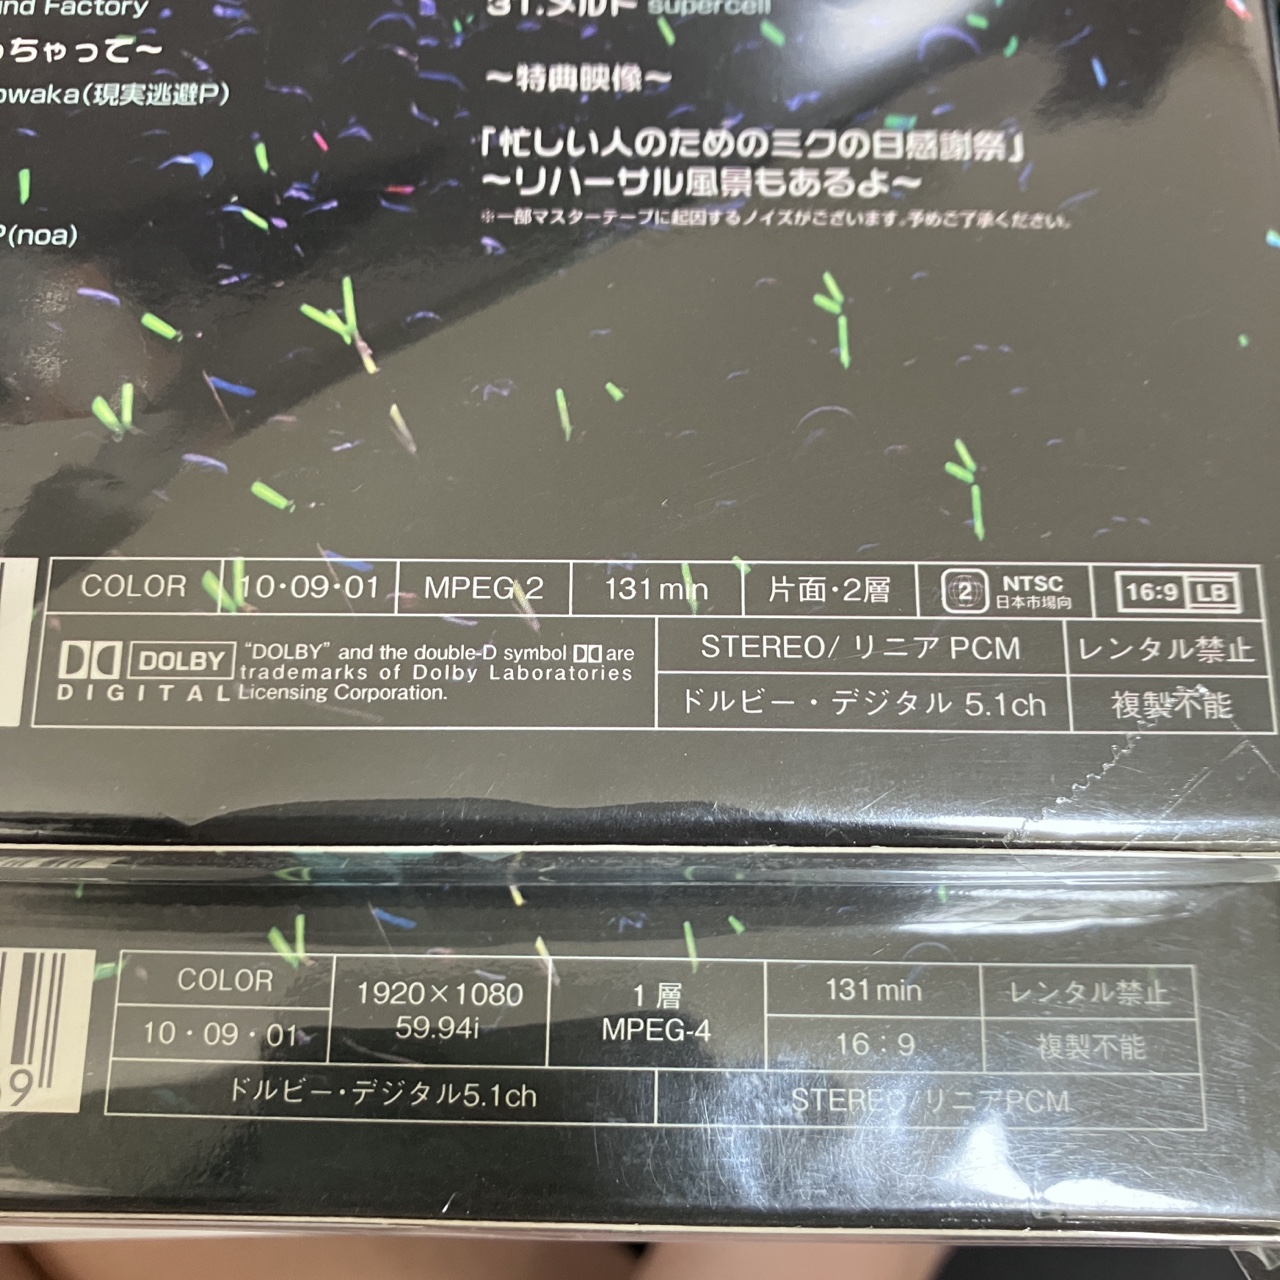 nd Factory
31.メルト supercell
ちゃって～
～特典映像～
owaka(現実逃避P)
「忙しい人のためのミクの日感謝祭」
～リハーサル風景もあるよ～
※一部マスターテープに起因するノイズがございます。予めご了承ください。
P(noa)
COLOR 10・09・01 MPEG 2 131min 片面・2層 2 NTSC 日本市場向 16:9 LB
DOLBY DIGITAL
"DOLBY" and the double-D symbol are
trademarks of Dolby Laboratories
Licensing Corporation.
STEREO/ リニア PCM レンタル禁止
ドルビー・デジタル 5.1ch 複製不能
COLOR 1920×1080 1層 131min レンタル禁止
10・09・01 59.94i MPEG-4 16:9 複製不能
ドルビー・デジタル5.1ch STEREO/リニアPCM
9